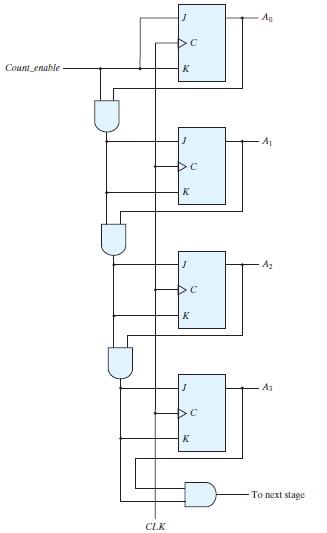 J A₀
C
Count_enable K
J A₁
C
K
J A₂
C
K
J A₃
C
K
To next stage
CLK